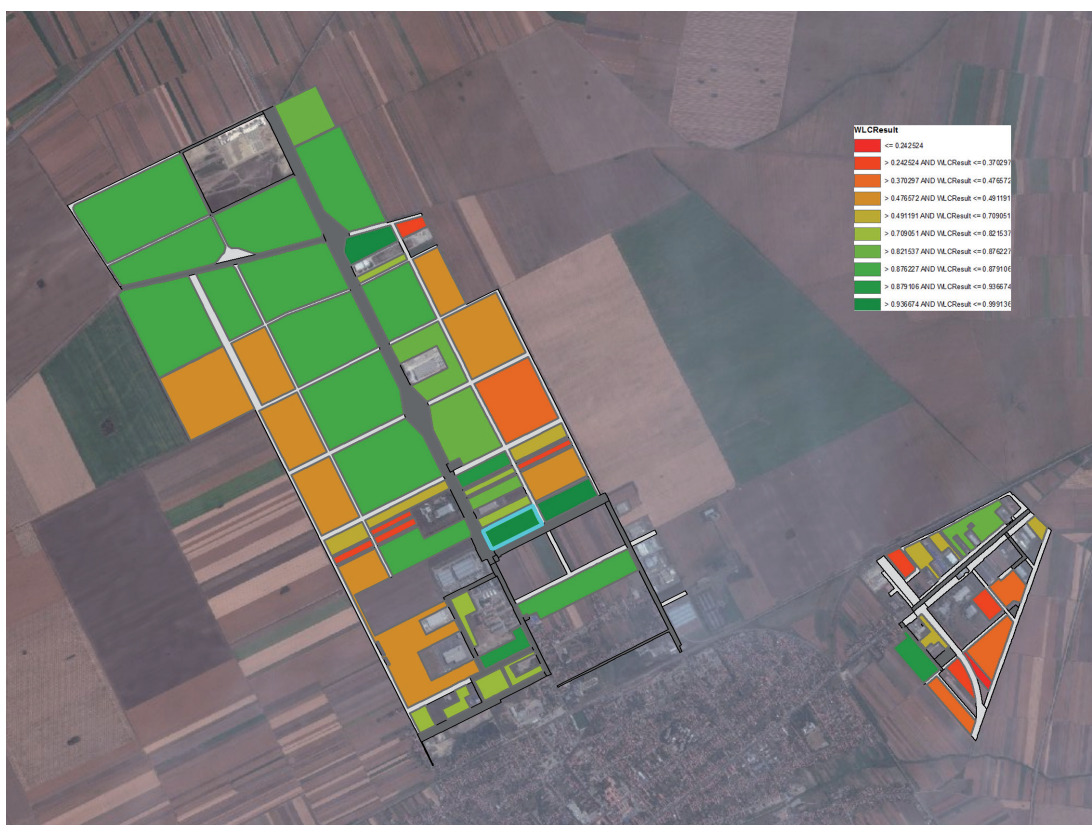 WLCResult
<= 0.242524
> 0.242524 AND WLCResult <= 0.370297
> 0.370297 AND WLCResult <= 0.476572
> 0.476572 AND WLCResult <= 0.491191
> 0.491191 AND WLCResult <= 0.709051
> 0.709051 AND WLCResult <= 0.821537
> 0.821537 AND WLCResult <= 0.876227
> 0.876227 AND WLCResult <= 0.879106
> 0.879106 AND WLCResult <= 0.936674
> 0.936674 AND WLCResult <= 0.999136